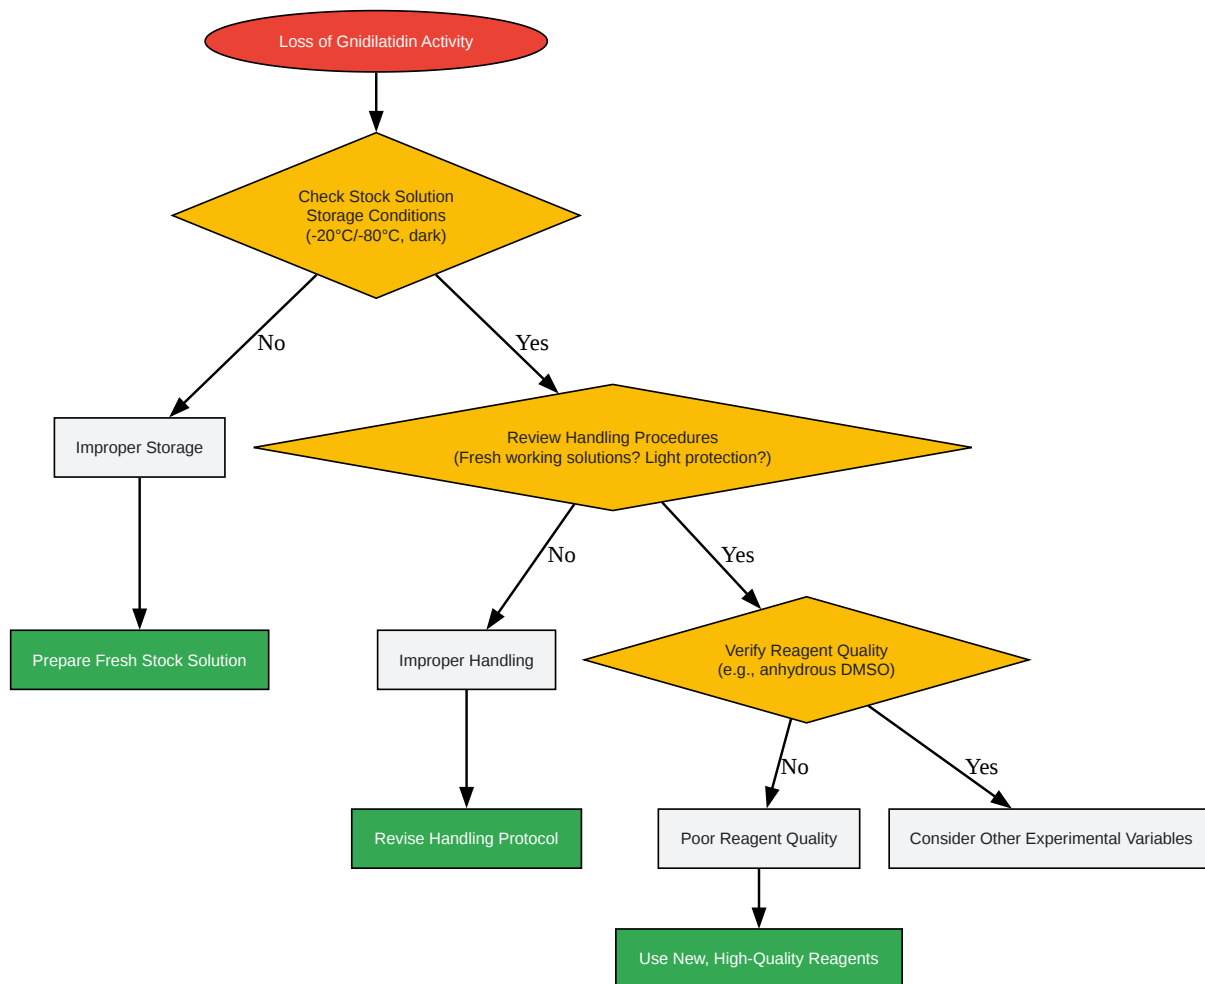 Loss of Gnidilatidin Activity
Check Stock Solution
Storage Conditions
(-20°C/-80°C, dark)
No
Yes
Improper Storage
Review Handling Procedures
(Fresh working solutions? Light protection?)
No
Yes
Prepare Fresh Stock Solution
Improper Handling
Verify Reagent Quality
(e.g., anhydrous DMSO)
No
Yes
Revise Handling Protocol
Poor Reagent Quality
Consider Other Experimental Variables
Use New, High-Quality Reagents